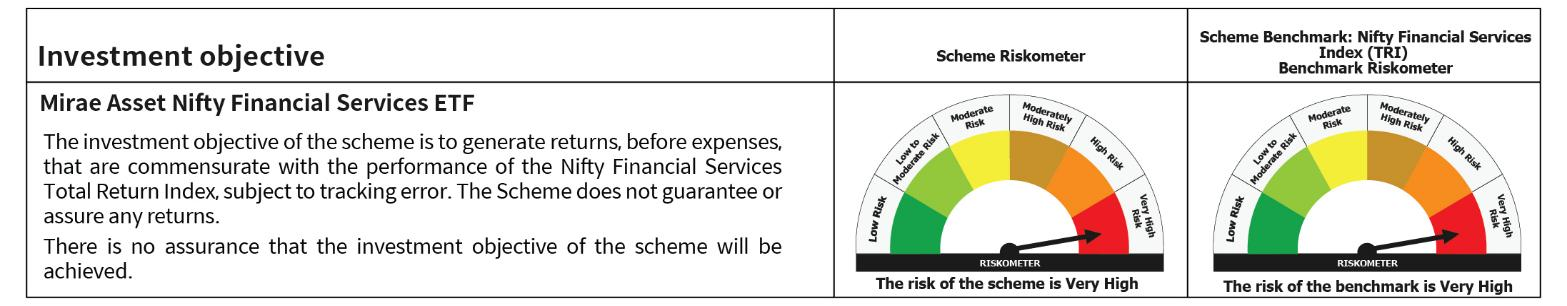 Investment objective
Scheme Riskometer
Scheme Benchmark: Nifty Financial Services
Index (TRI)
Benchmark Riskometer
Mirae Asset Nifty Financial Services ETF
The investment objective of the scheme is to generate returns, before expenses,
that are commensurate with the performance of the Nifty Financial Services
Total Return Index, subject to tracking error. The Scheme does not guarantee or
assure any returns.
There is no assurance that the investment objective of the scheme will be
achieved.
Low Risk
Low to
Moderate Risk
Moderate
Risk
Moderately
High Risk
High Risk
Very High
Risk
RISKOMETER
The risk of the scheme is Very High
Low Risk
Low to
Moderate Risk
Moderate
Risk
Moderately
High Risk
High Risk
Very High
Risk
RISKOMETER
The risk of the benchmark is Very High